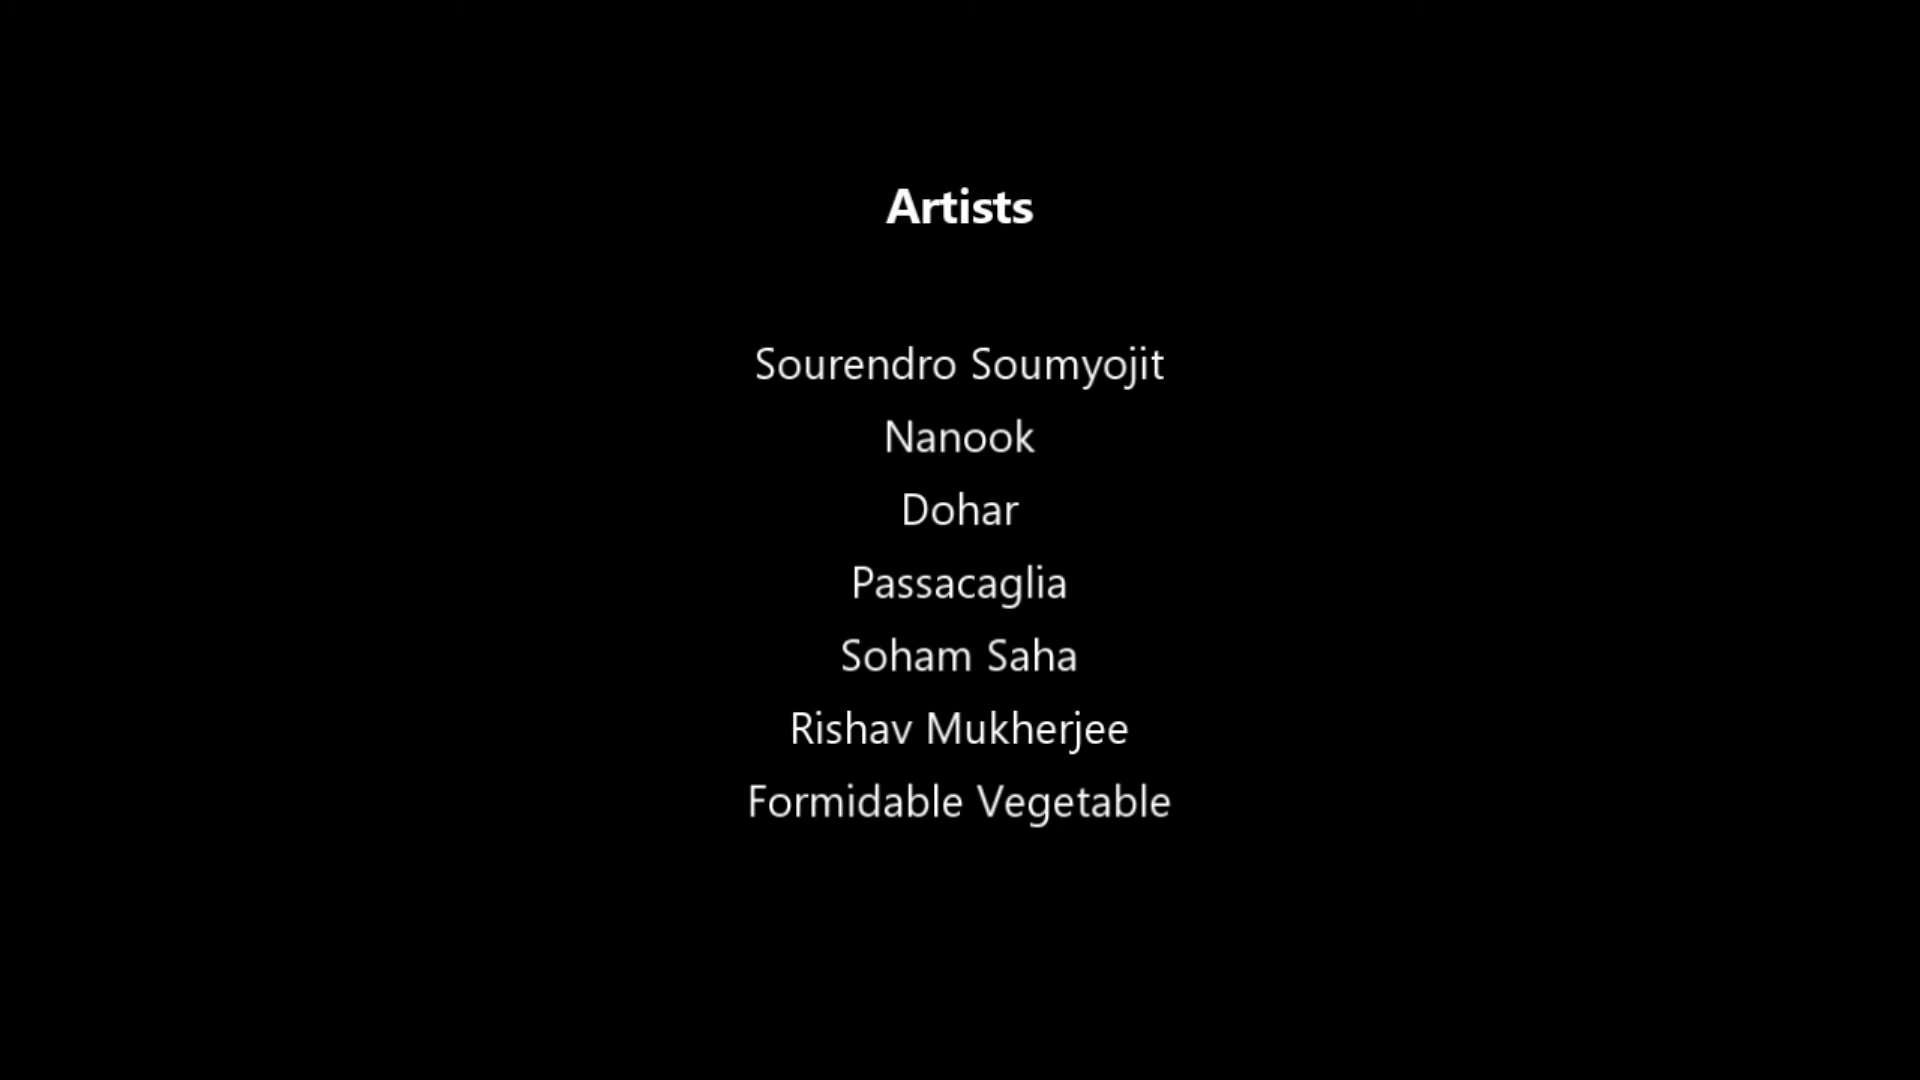 Artists
Sourendro Soumyojit
Nanook
Dohar
Passacaglia
Soham Saha
Rishav Mukherjee
Formidable Vegetable